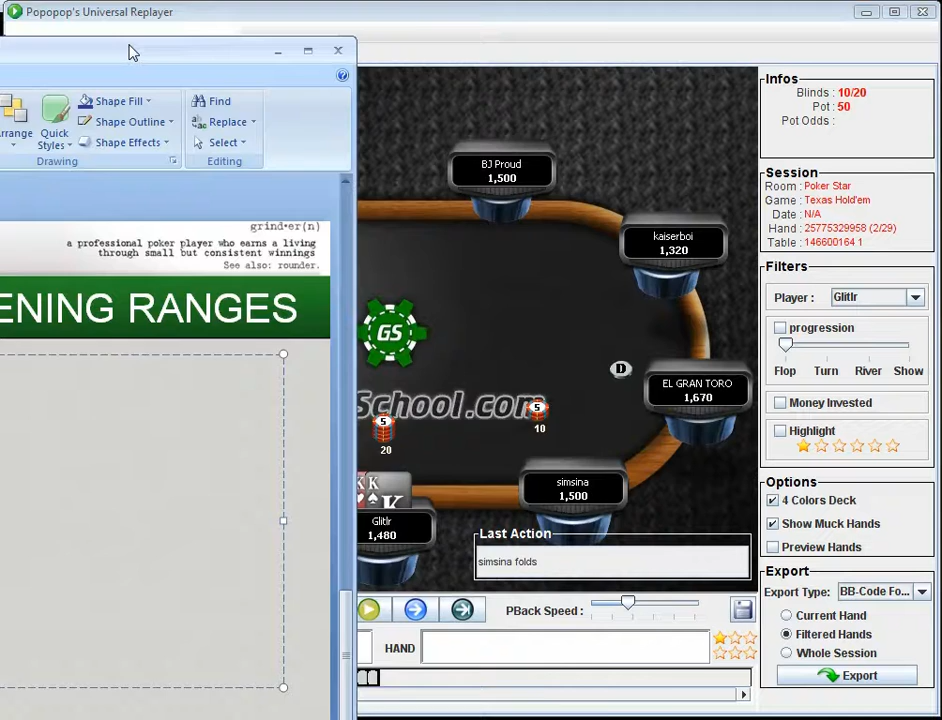 Popopop's Universal Replayer
Shape Fill
Shape Outline
Shape Effects
Arrange
Quick
Styles
Drawing
Find
Replace
Select
Editing
grind•er(n)
a professional poker player who earns a living
through small but consistent winnings
See also: rounder.
ENING RANGES
BJ Proud
1,500
kaiserboi
1,320
GS
D
EL GRAN TORO
1,670
School.com
5
10
5
20
K
K
simsina
1,500
Glitlr
1,480
Last Action
simsina folds
PBack Speed :
HAND
Infos
Blinds : 10/20
Pot : 50
Pot Odds :
Session
Room : Poker Star
Game : Texas Hold'em
Date : N/A
Hand : 25775329958 (2/29)
Table : 146600164 1
Filters
Player : Glitlr
progression
Flop Turn River Show
Money Invested
Highlight
Options
4 Colors Deck
Show Muck Hands
Preview Hands
Export
Export Type: BB-Code Fo...
Current Hand
Filtered Hands
Whole Session
Export